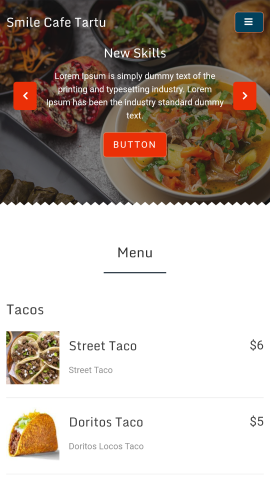 Smile Cafe Tartu
New Skills
Lorem Ipsum is simply dummy text of the
printing and typesetting industry. Lorem
Ipsum has been the Industry standard dummy
text.
BUTTON
Menu
Tacos
Street Taco
$6
Street Taco
Doritos Taco
$5
Doritos Locos Taco